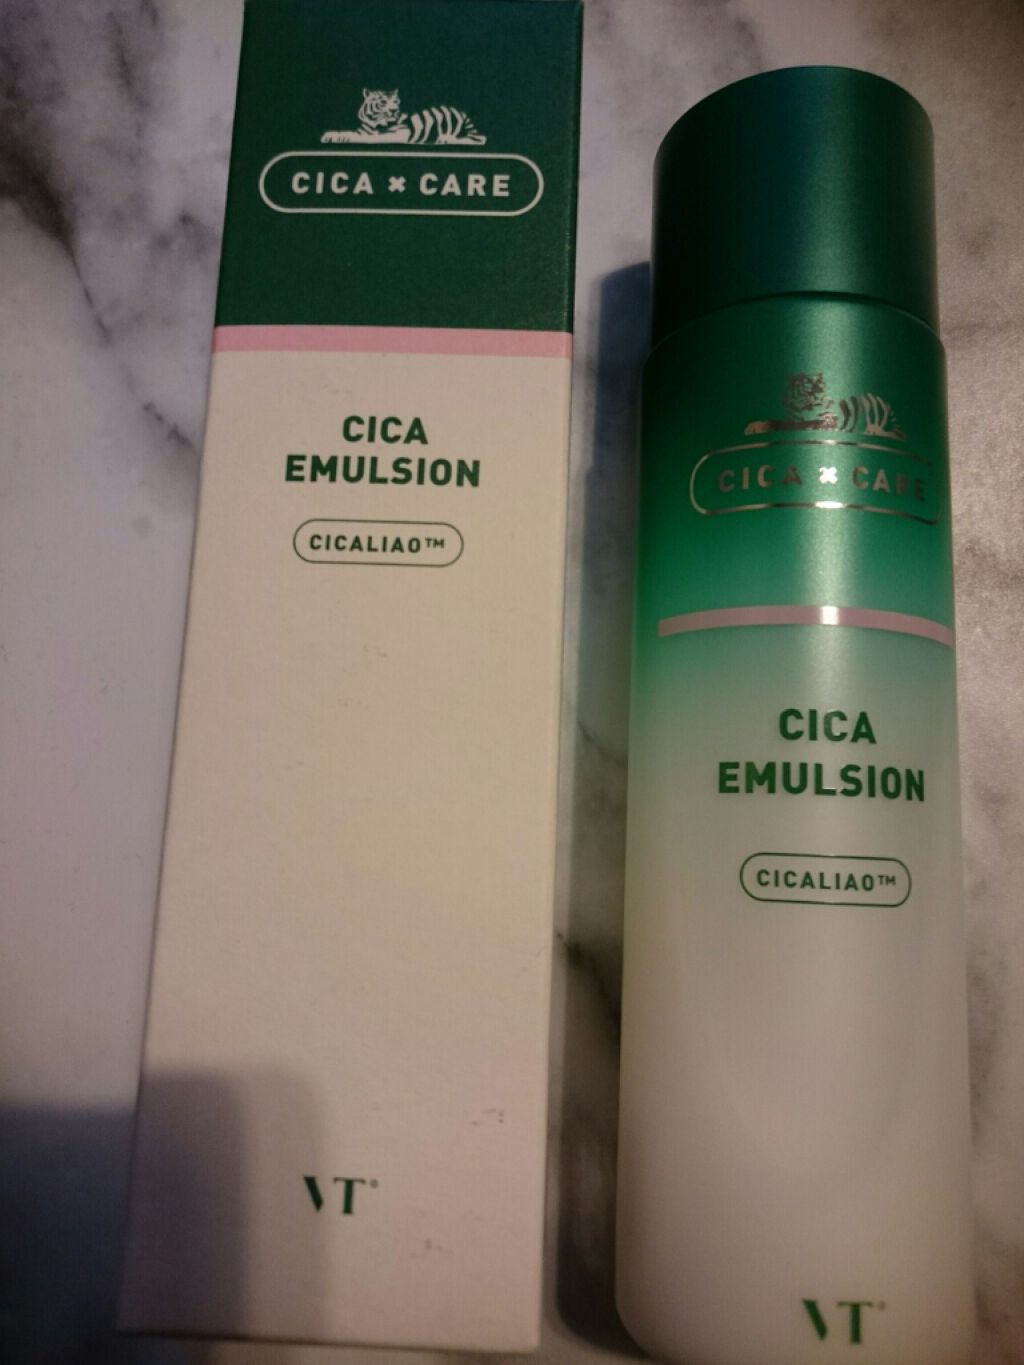 CICA × CARE
CICA
EMULSION
CICALIAO™
VT®
CICA × CARE
CICA
EMULSION
CICALIAO™
VT®